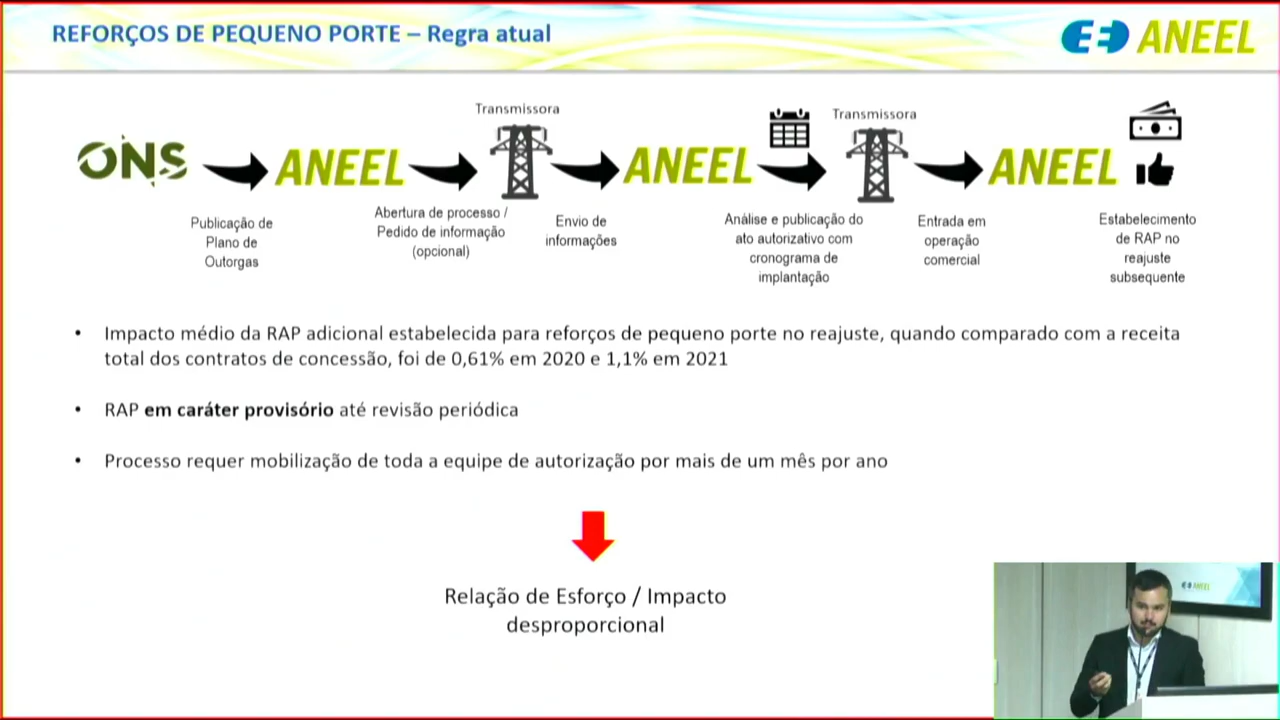 REFORÇOS DE PEQUENO PORTE – Regra atual
ANEEL
Transmissora
Transmissora
ONS
ANEEL
ANEEL
ANEEL
Publicação de
Plano de
Outorgas
Abertura de processo /
Pedido de informação
(opcional)
Envio de
informações
Análise e publicação do
ato autorizativo com
cronograma de
implantação
Entrada em
operação
comercial
Estabelecimento
de RAP no
reajuste
subsequente
• Impacto médio da RAP adicional estabelecida para reforços de pequeno porte no reajuste, quando comparado com a receita
total dos contratos de concessão, foi de 0,61% em 2020 e 1,1% em 2021
• RAP em caráter provisório até revisão periódica
• Processo requer mobilização de toda a equipe de autorização por mais de um mês por ano
Relação de Esforço / Impacto
desproporcional
ANEEL